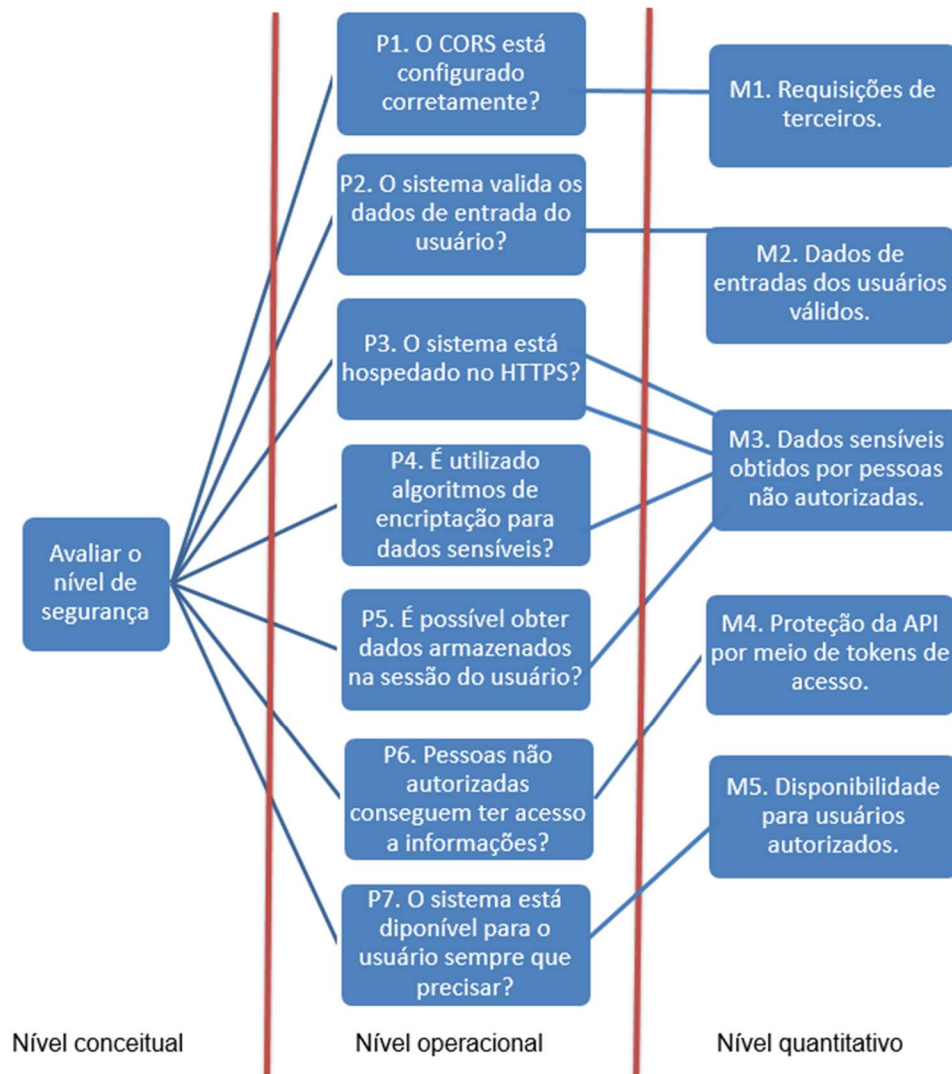 Avaliar o
nível de
segurança
P1. O CORS está
configurado
corretamente?
P2. O sistema valida os
dados de entrada do
usuário?
P3. O sistema está
hospedado no HTTPS?
P4. É utilizado
algoritmos de
encriptação para
dados sensíveis?
P5. É possível obter
dados armazenados
na sessão do usuário?
P6. Pessoas não
autorizadas
conseguem ter acesso
a informações?
P7. O sistema está
diponível para o
usuário sempre que
precisar?
M1. Requisições de
terceiros.
M2. Dados de
entradas dos usuários
válidos.
M3. Dados sensíveis
obtidos por pessoas
não autorizadas.
M4. Proteção da API
por meio de tokens de
acesso.
M5. Disponibilidade
para usuários
autorizados.
Nível conceitual
Nível operacional
Nível quantitativo